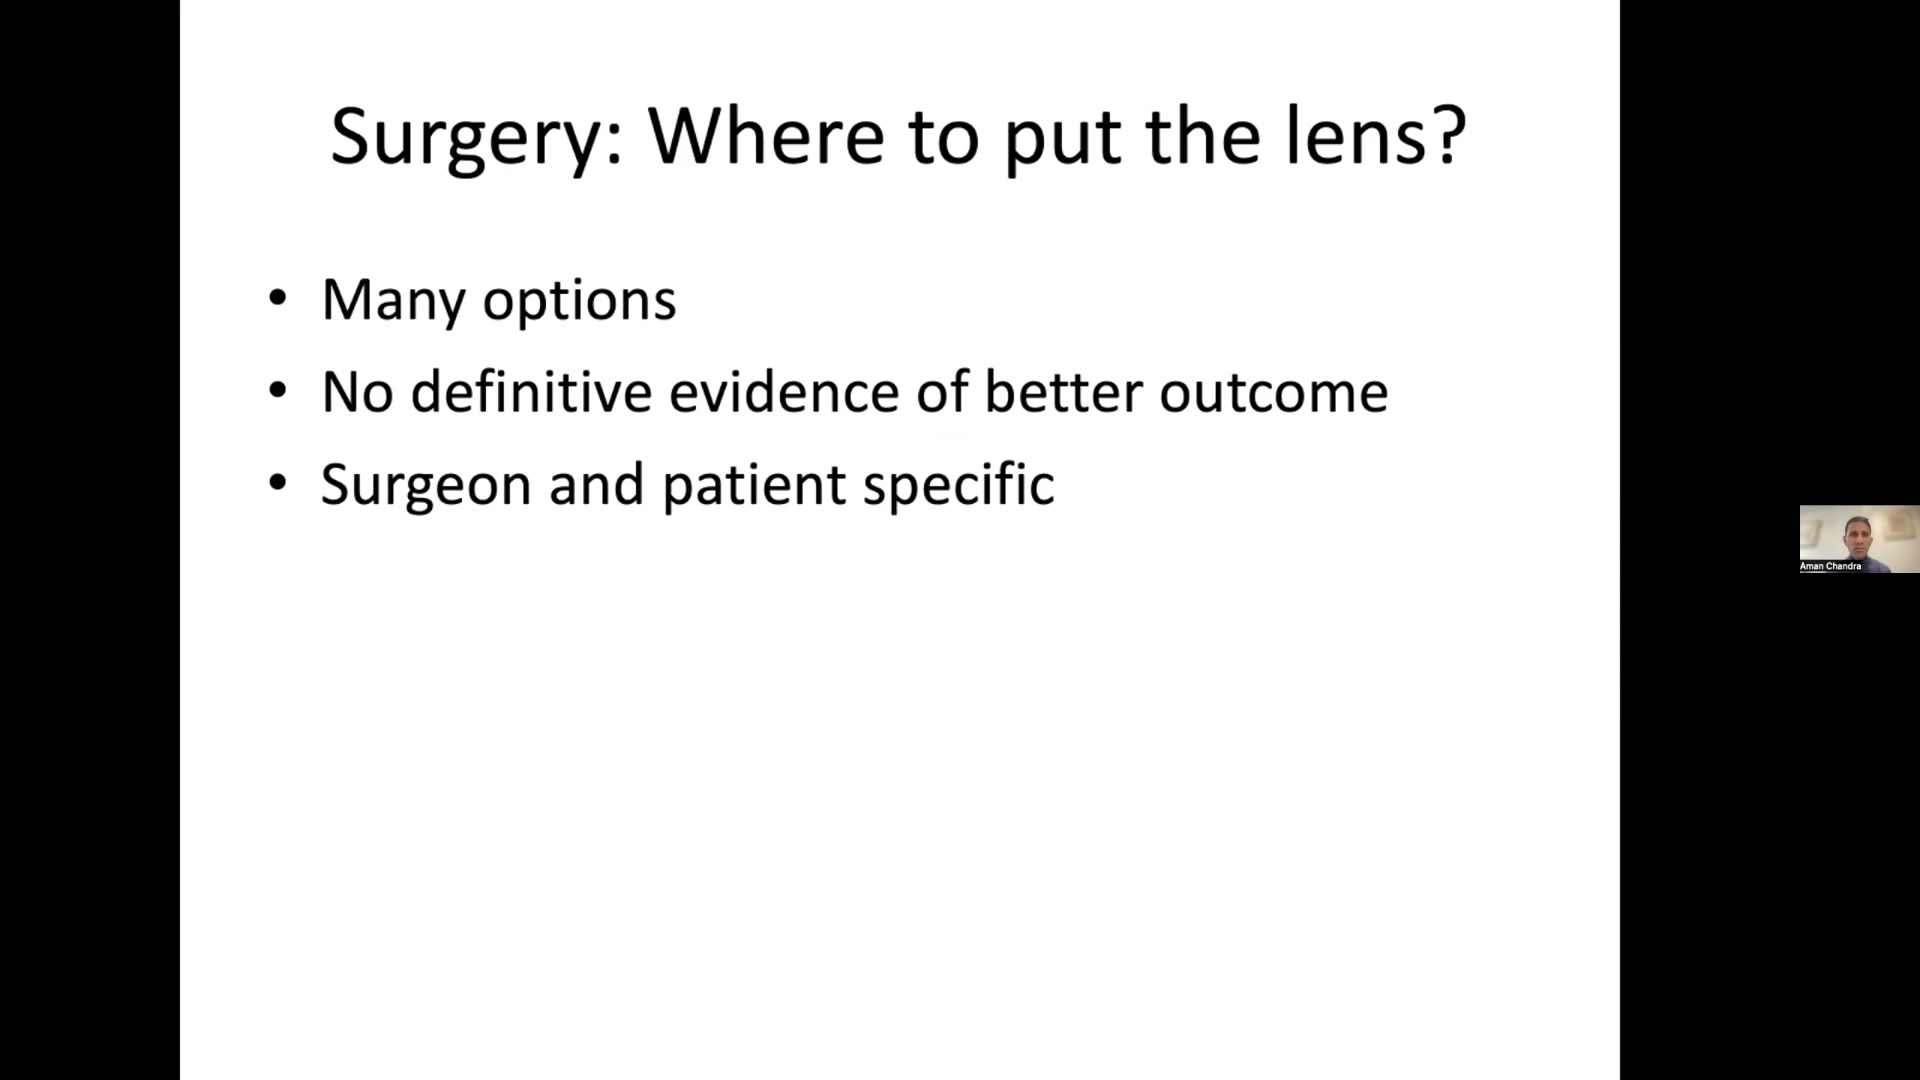 Surgery: Where to put the lens?
• Many options
• No definitive evidence of better outcome
• Surgeon and patient specific
Aman Chandra